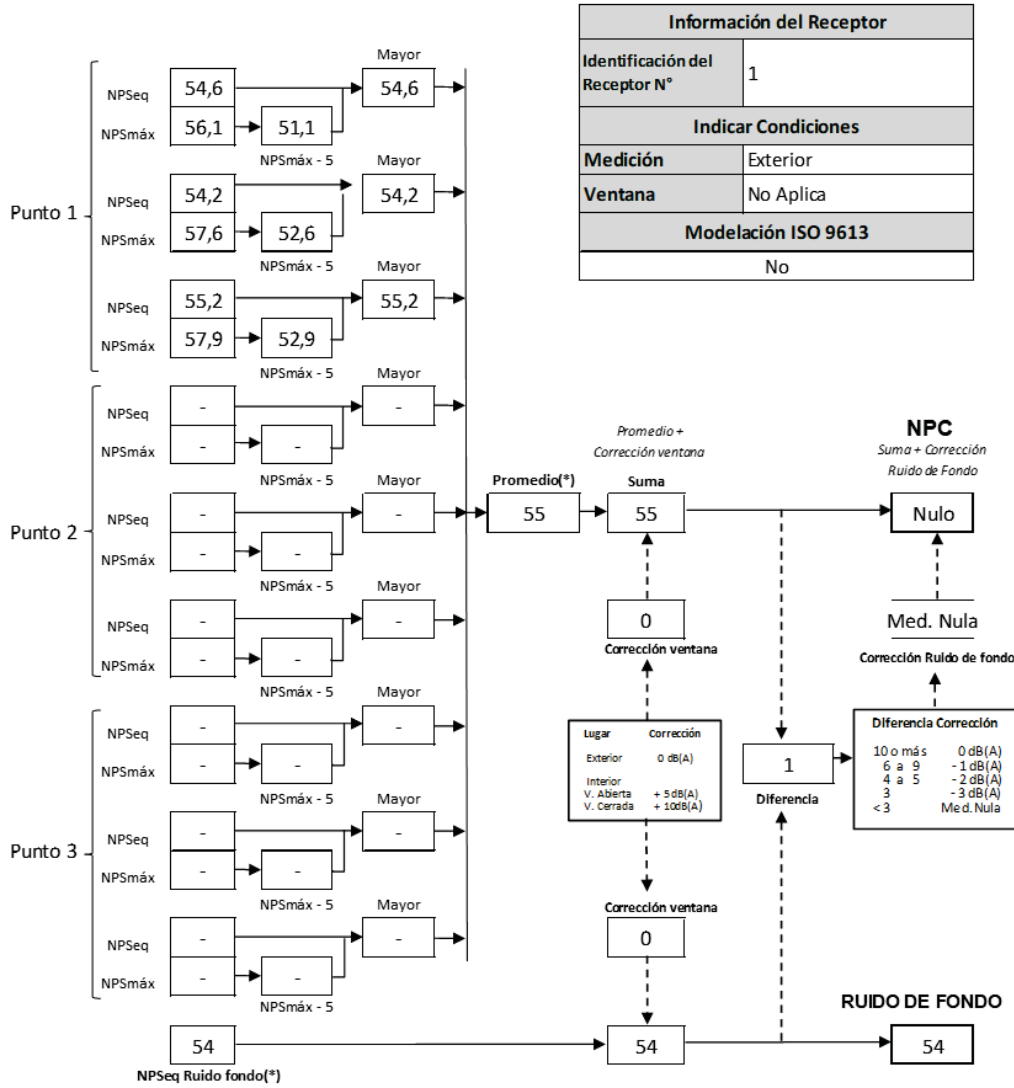 Información del Receptor
Identificación del Receptor N° 1
Indicar Condiciones
Medición Exterior
Ventana No Aplica
Modelación ISO 9613
No
Punto 1
Mayor
NPSeq 54,6 54,6
NPSmáx 56,1 51,1
NPSmáx - 5
Mayor
NPSeq 54,2 54,2
NPSmáx 57,6 52,6
NPSmáx - 5
Mayor
NPSeq 55,2 55,2
NPSmáx 57,9 52,9
NPSmáx - 5
Punto 2
Mayor
NPSeq - -
NPSmáx - -
NPSmáx - 5
Mayor
NPSeq - -
NPSmáx - -
NPSmáx - 5
Mayor
NPSeq - -
NPSmáx - -
NPSmáx - 5
Punto 3
Mayor
NPSeq - -
NPSmáx - -
NPSmáx - 5
Mayor
NPSeq - -
NPSmáx - -
NPSmáx - 5
Mayor
NPSeq - -
NPSmáx - -
NPSmáx - 5
Promedio(*)
55
Promedio +
Corrección ventana
Suma
55
0
Corrección ventana
Lugar Corrección
Exterior 0 dB(A)
Interior
V. Abierta + 5dB(A)
V. Cerrada + 10dB(A)
Corrección ventana
0
NPC
Suma + Corrección
Ruido de Fondo
Nulo
Med. Nula
Corrección Ruido de fondo
1
Diferencia
Diferencia Corrección
10 o más 0 dB(A)
6 a 9 - 1 dB(A)
4 a 5 - 2 dB(A)
3 - 3 dB(A)
< 3 Med. Nula
54
NPSeq Ruido fondo(*)
54
RUIDO DE FONDO
54